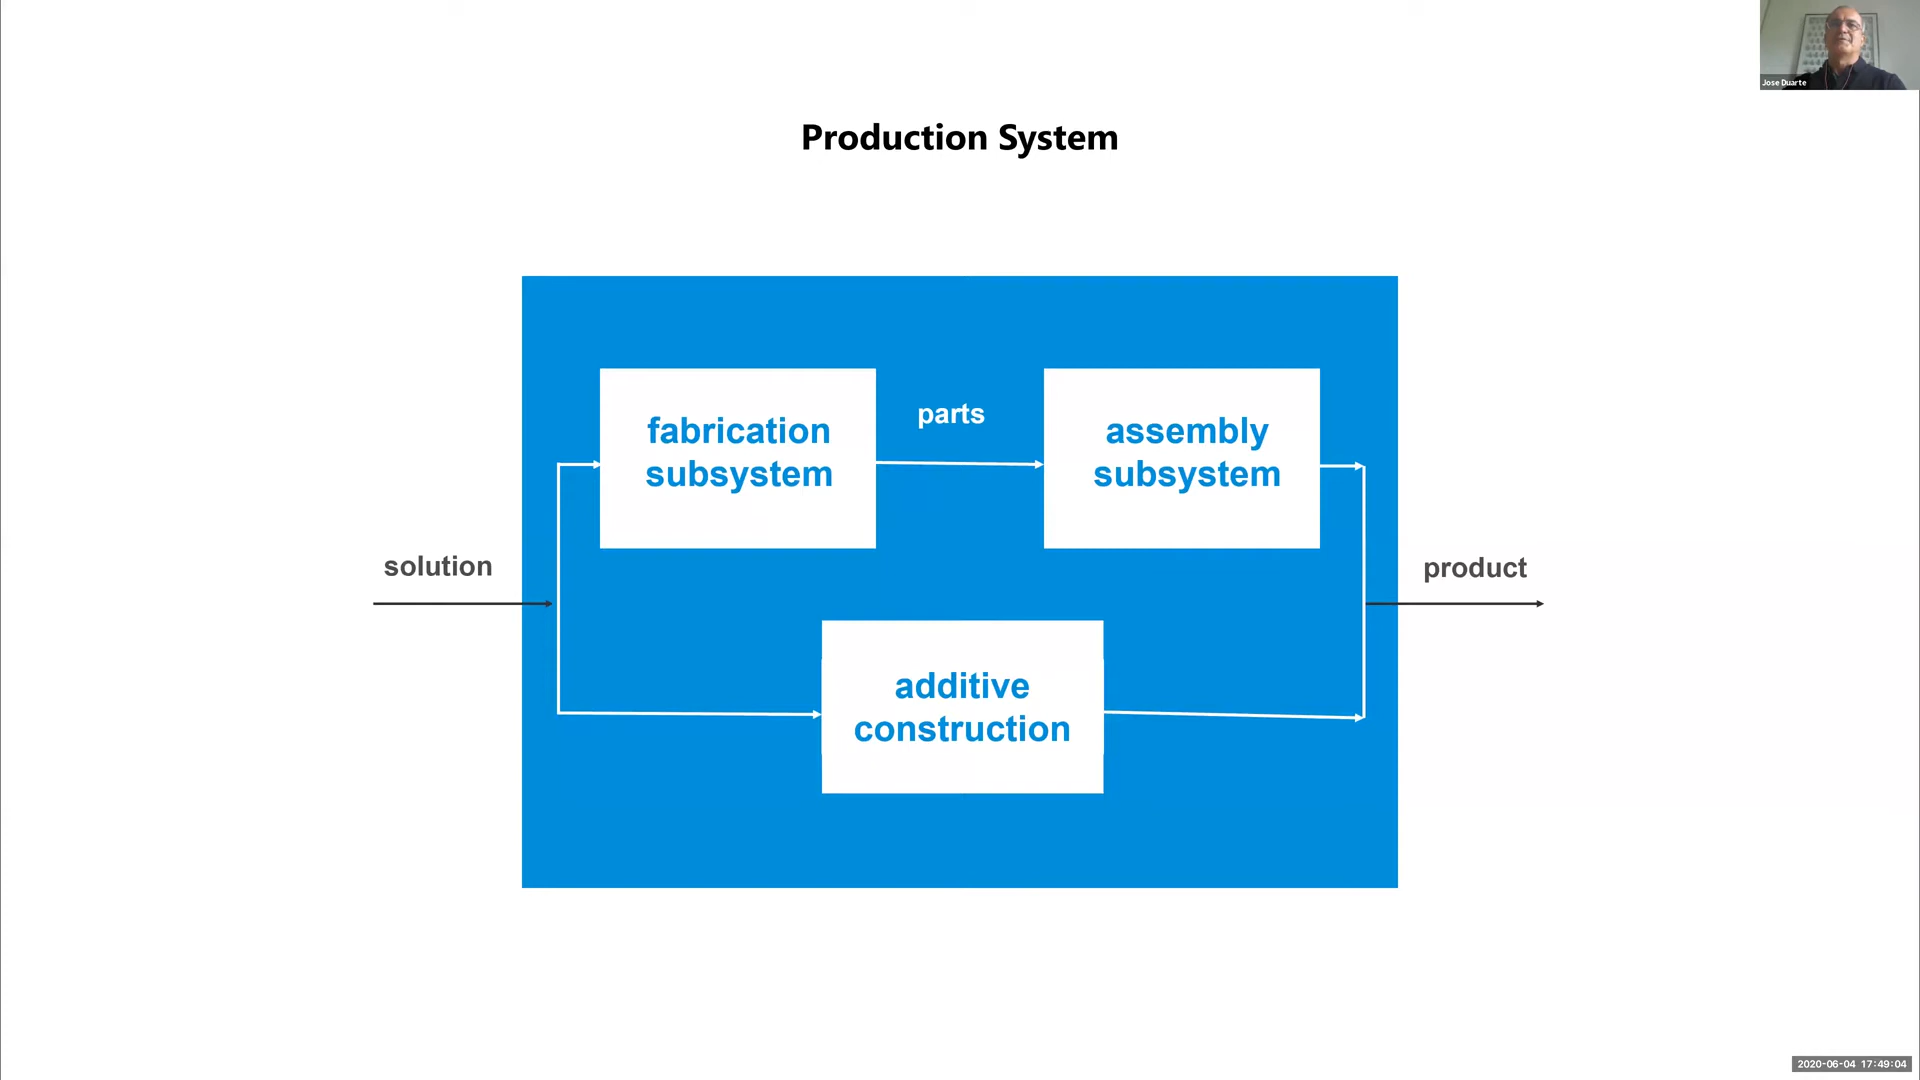 Jose Duarte
Production System
fabrication
subsystem
parts
assembly
subsystem
solution
product
additive
construction
2020-06-04 17:49:04